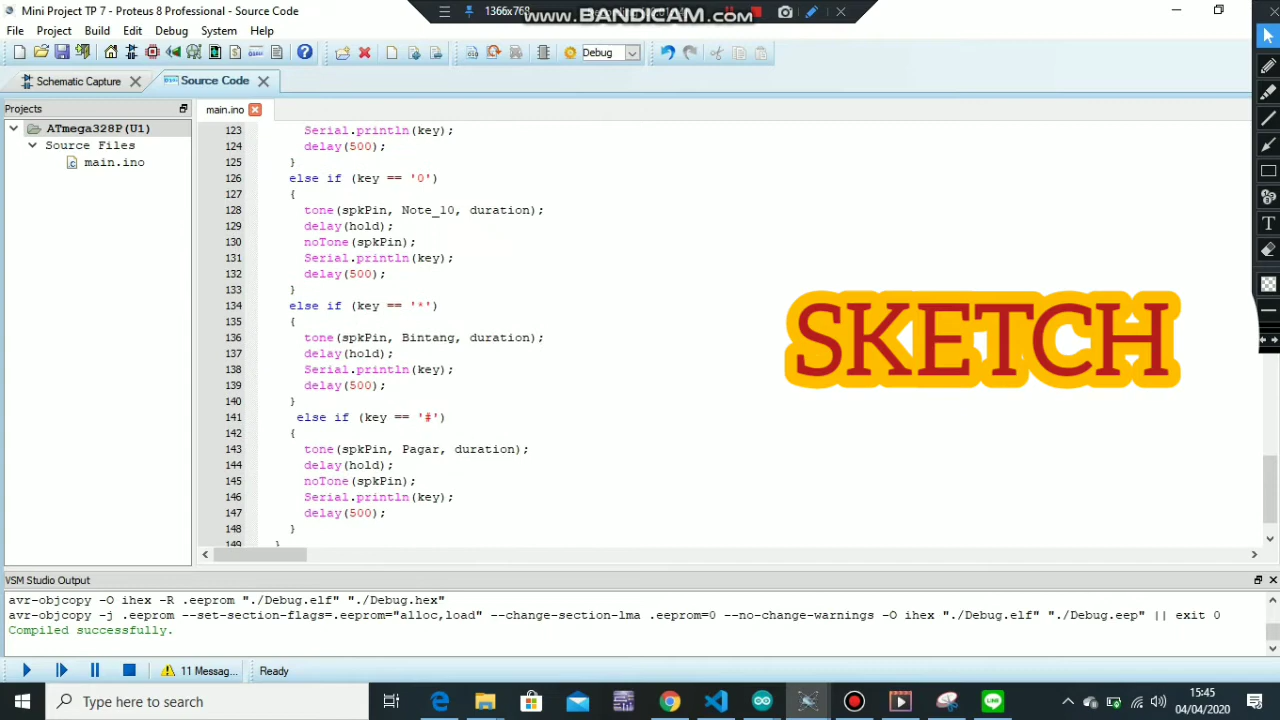 Mini Project TP 7 - Proteus 8 Professional - Source Code
1366x768
www.BANDICAM.com
File Project Build Edit Debug System Help
Debug
Schematic Capture
Source Code
Projects
main.ino
ATmega328P(U1)
Source Files
main.ino
123 Serial.println(key);
124 delay(500);
125 }
126 else if (key == '0')
127 {
128 tone(spkPin, Note_10, duration);
129 delay(hold);
130 noTone(spkPin);
131 Serial.println(key);
132 delay(500);
133 }
134 else if (key == '*')
135 {
136 tone(spkPin, Bintang, duration);
137 delay(hold);
138 Serial.println(key);
139 delay(500);
140 }
141 else if (key == '#')
142 {
143 tone(spkPin, Pagar, duration);
144 delay(hold);
145 noTone(spkPin);
146 Serial.println(key);
147 delay(500);
148 }
149 }
SKETCH
VSM Studio Output
avr-objcopy -O ihex -R .eeprom "./Debug.elf" "./Debug.hex"
avr-objcopy -j .eeprom --set-section-flags=.eeprom="alloc,load" --change-section-lma .eeprom=0 --no-change-warnings -O ihex "./Debug.elf" "./Debug.eep" || exit 0
Compiled successfully.
11 Messag...
Ready
Type here to search
15:45
04/04/2020